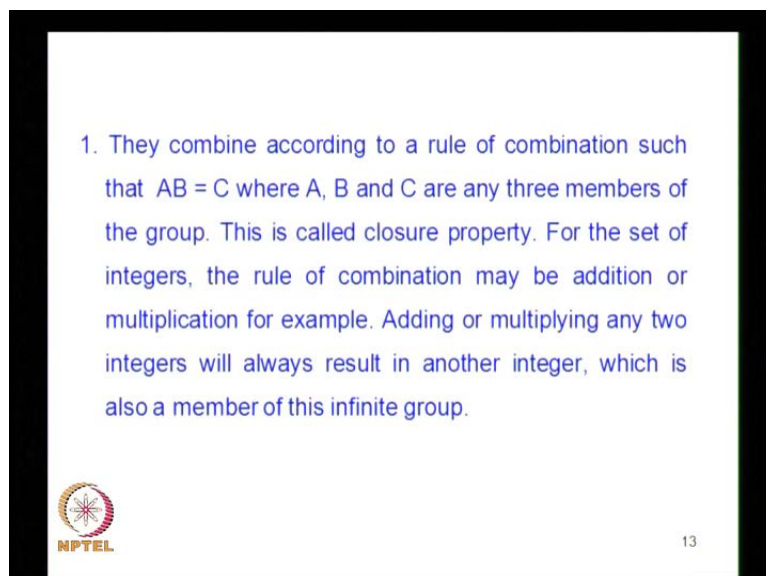 1. They combine according to a rule of combination such
that AB = C where A, B and C are any three members of
the group. This is called closure property. For the set of
integers, the rule of combination may be addition or
multiplication for example. Adding or multiplying any two
integers will always result in another integer, which is
also a member of this infinite group.
NPTEL
13